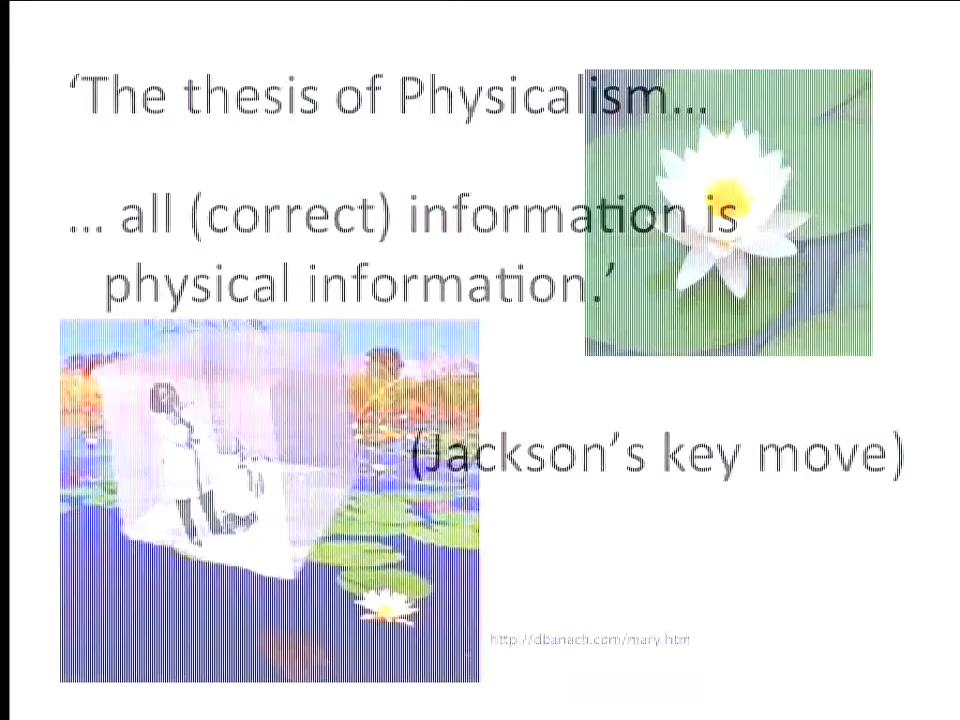 ‘The thesis of Physicalism...
... all (correct) information is
physical information.’
(Jackson’s key move)
http://dbanach.com/mary.htm